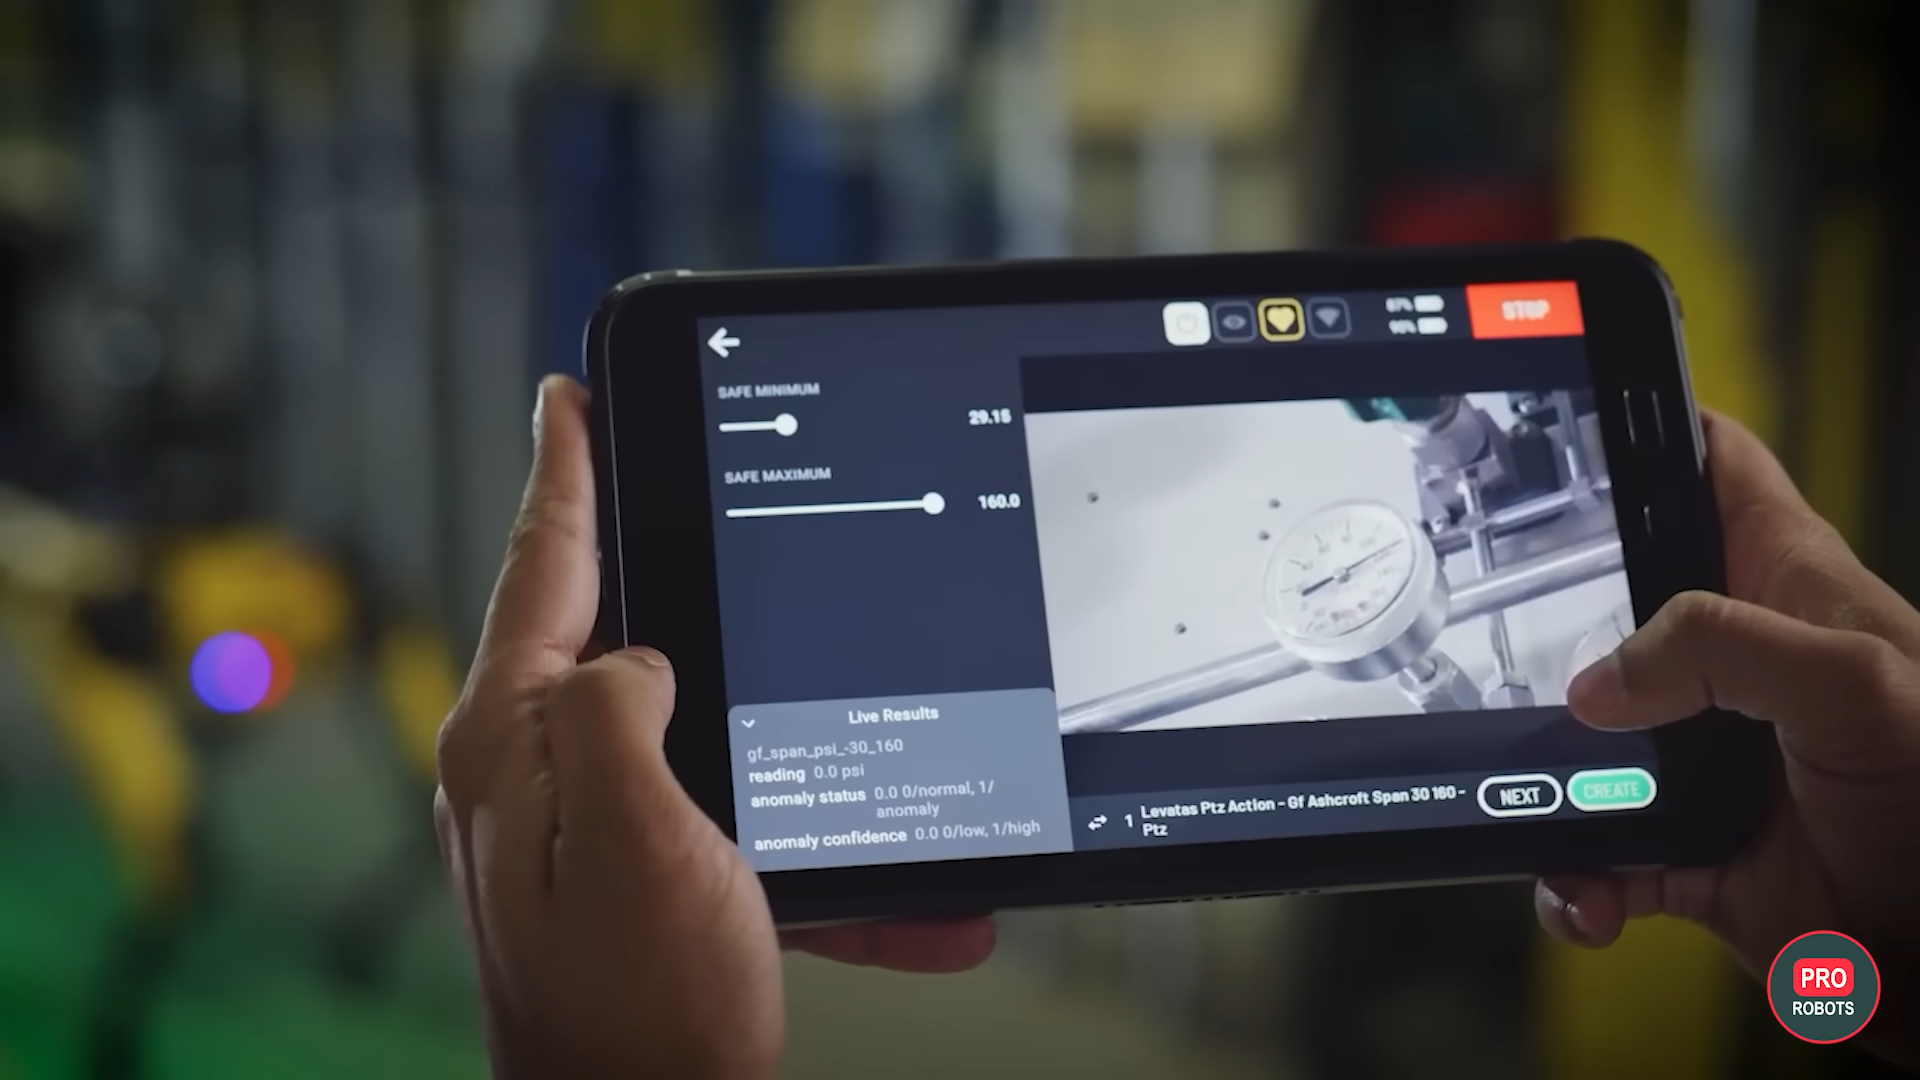 STOP
SAFE MINIMUM
29.15
SAFE MAXIMUM
160.0
Live Results
gf_span_psi_-30_160
reading 0.0 psi
anomaly status 0.0 0/normal, 1/
anomaly
anomaly confidence 0.0 0/low, 1/high
1 Levatas Ptz Action - Gf Ashcroft Span 30 160 -
Ptz
NEXT
CREATE
PRO
ROBOTS